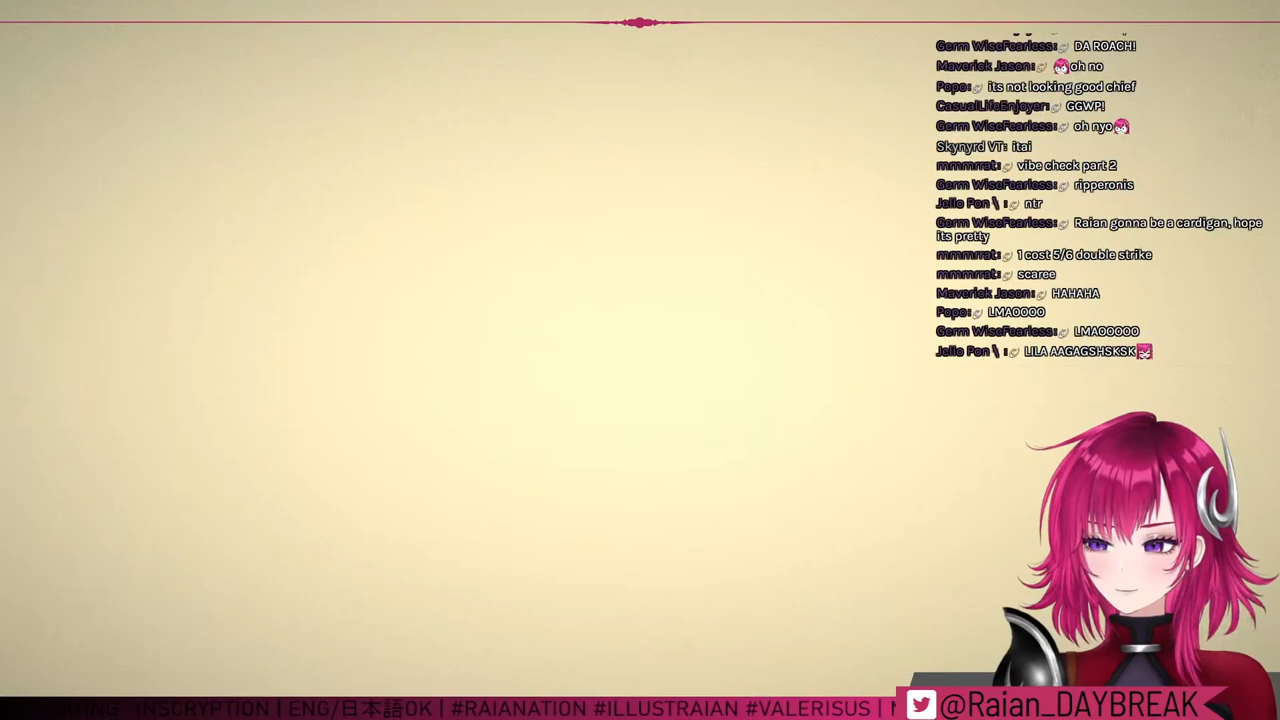 Germ WiseFearless: DA ROACH!
Maverick Jason: oh no
Popo: its not looking good chief
CasualLifeEnjoyer: GGWP!
Germ WiseFearless: oh nyo
Skynyrd VT: itai
mmmrrat: vibe check part 2
Germ WiseFearless: ripperonis
Jello Pon \ : ntr
Germ WiseFearless: Raian gonna be a cardigan, hope
its pretty
mmmrrat: 1 cost 5/6 double strike
mmmrrat: scaree
Maverick Jason: HAHAHA
Popo: LMAOOOO
Germ WiseFearless: LMAOOOOO
Jello Pon \ : LILA AAGAGSHSKSK
INSCRYPTION | ENG/日本語OK | #RAIANATION #ILLUSTRAIAN #VALERISUS |
@Raian_DAYBREAK